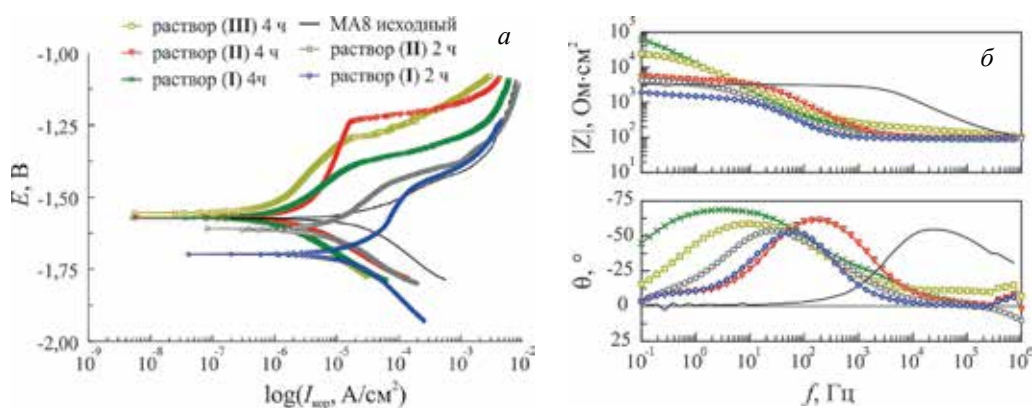 раствор (III) 4 ч
раствор (II) 4 ч
раствор (I) 4ч
МА8 исходный
раствор (II) 2 ч
раствор (I) 2 ч
а
-1,00
-1,25
-1,50
-1,75
-2,00
E, В
10⁻⁹ 10⁻⁸ 10⁻⁷ 10⁻⁶ 10⁻⁵ 10⁻⁴ 10⁻³ 10⁻²
log(Iкор, А/см²)
б
10⁵
10⁴
10³
10²
10¹
|Z|, Ом·см²
-75
-50
-25
0
25
θ, °
10⁻¹ 10⁰ 10¹ 10² 10³ 10⁴ 10⁵ 10⁶
f, Гц